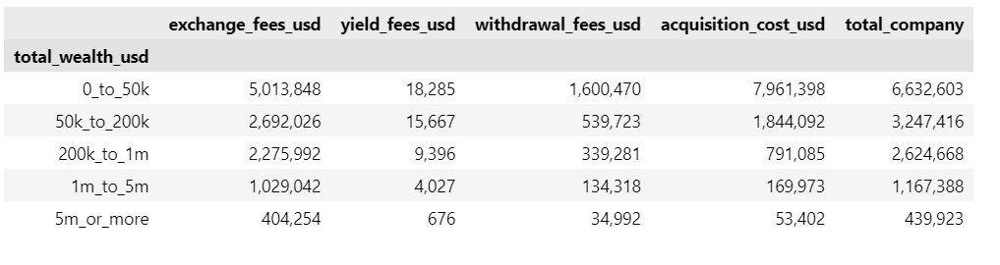 exchange_fees_usd yield_fees_usd withdrawal_fees_usd acquisition_cost_usd total_company
total_wealth_usd
0_to_50k 5,013,848 18,285 1,600,470 7,961,398 6,632,603
50k_to_200k 2,692,026 15,667 539,723 1,844,092 3,247,416
200k_to_1m 2,275,992 9,396 339,281 791,085 2,624,668
1m_to_5m 1,029,042 4,027 134,318 169,973 1,167,388
5m_or_more 404,254 676 34,992 53,402 439,923